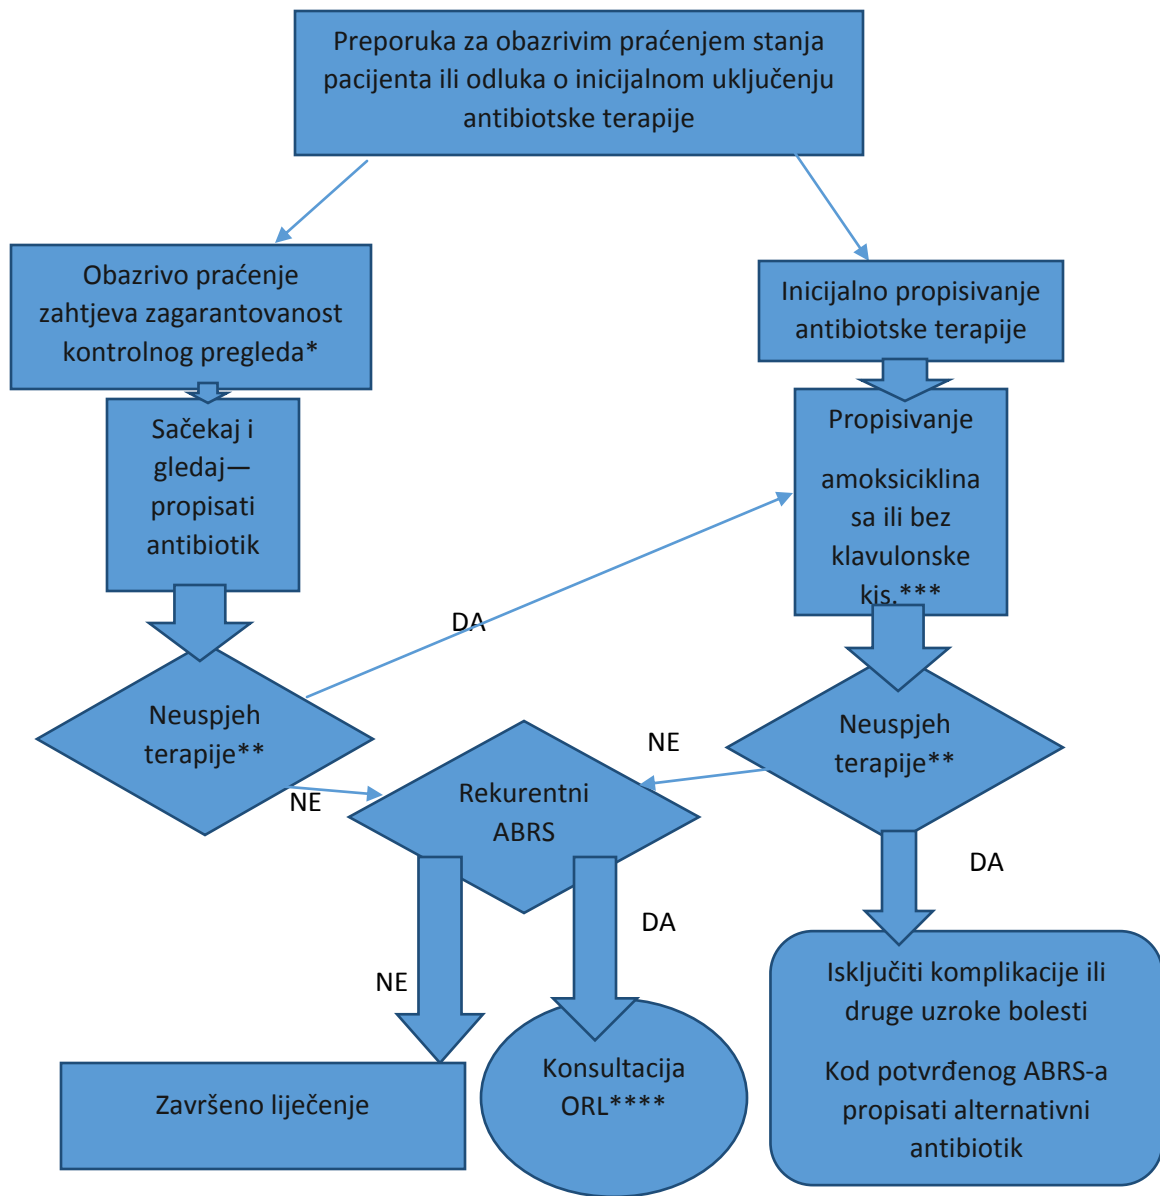 Preporuka za obazrivim praćenjem stanja
pacijenta ili odluka o inicijalnom uključenju
antibiotske terapije
Obazrivo praćenje
zahtjeva zagarantovanost
kontrolnog pregleda*
Inicijalno propisivanje
antibiotske terapije
Sačekaj i
gledaj—
propisati
antibiotik
Propisivanje
amoksiciklina
sa ili bez
klavulonske
kis.***
DA
Neuspjeh
terapije**
NE
Neuspjeh
terapije**
NE
Rekurentni
ABRS
DA
DA
NE
Isključiti komplikacije ili
druge uzroke bolesti
Kod potvrđenog ABRS-a
propisati alternativni
antibiotik
Završeno liječenje
Konsultacija
ORL****